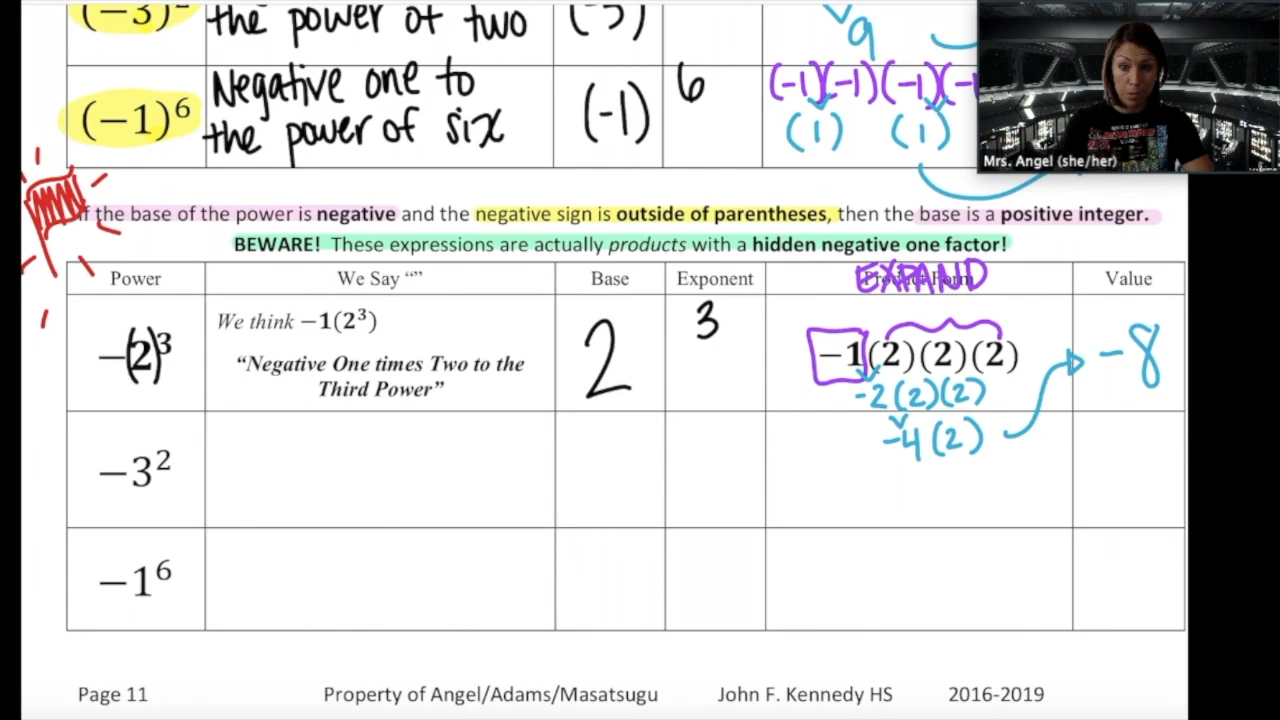 (−3)²
the power of two
(-3)
9
(−1)⁶
Negative one to
the power of six
(-1)
6
(-1)(-1)(-1)(-1
(1) (1)
Mrs. Angel (she/her)
the base of the power is negative and the negative sign is outside of parentheses, then the base is a positive integer.
BEWARE! These expressions are actually products with a hidden negative one factor!
EXPAND
Power We Say “” Base Exponent Product Form Value
−(2)³
We think −1(2³)
“Negative One times Two to the
Third Power”
2
3
−1(2)(2)(2)
-2(2)(2)
-4(2)
-8
−3²
−1⁶
Page 11 Property of Angel/Adams/Masatsugu John F. Kennedy HS 2016-2019